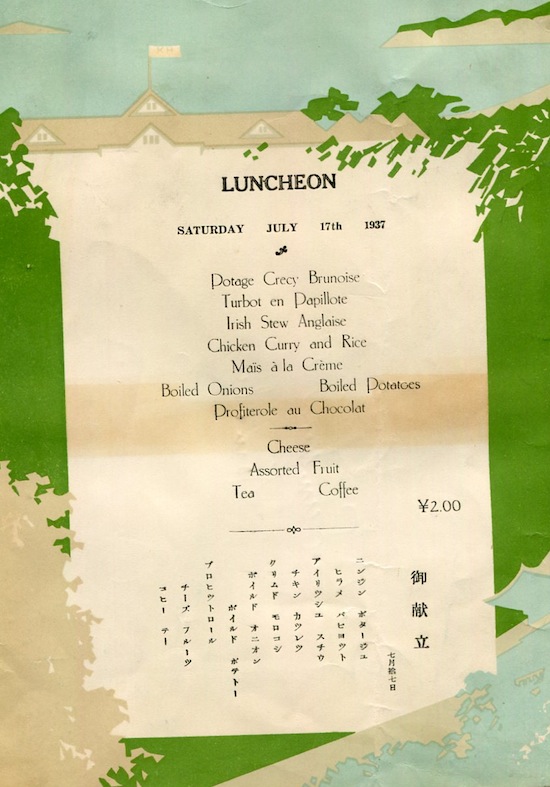 LUNCHEON
SATURDAY JULY 17th 1937
Potage Crecy Brunoise
Turbot en Papillote
Irish Stew Anglaise
Chicken Curry and Rice
Maïs à la Crème
Boiled Onions Boiled Potatoes
Profiterole au Chocolat
Cheese
Assorted Fruit
Tea Coffee
¥2.00
御献立
七月拾七日
ニンジン ポタージユ
ヒラメ パピヨツト
アイリツシユ スチウ
チキン カツレツ
クリムド モロコシ
ボイルド オニオン
ボイルド ポテトー
プロヒツトロール
チーズ フルーツ
コヒー テー